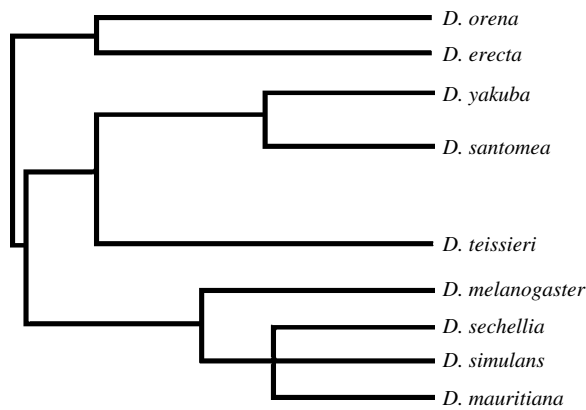 D. orena
D. erecta
D. yakuba
D. santomea
D. teissieri
D. melanogaster
D. sechellia
D. simulans
D. mauritiana